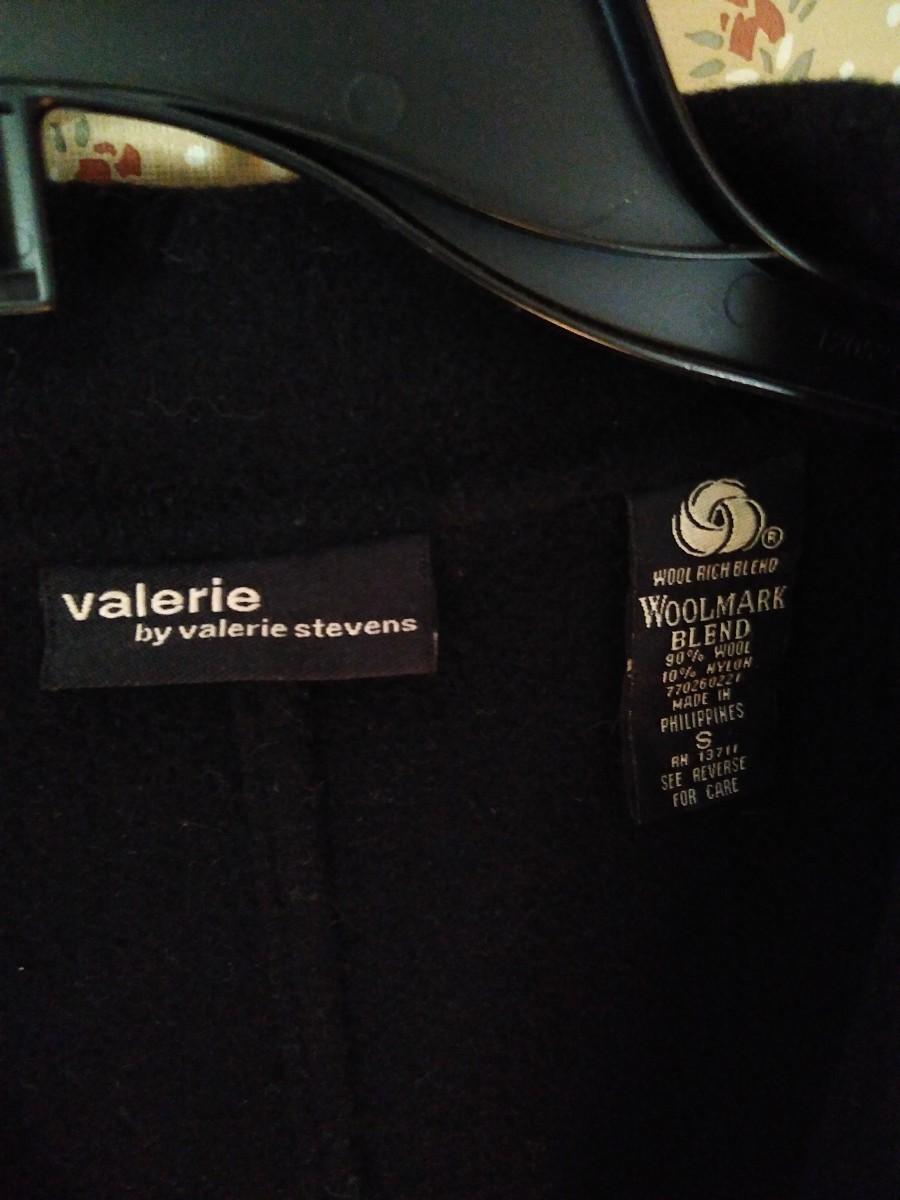 valerie
by valerie stevens
®
WOOL RICH BLEND
WOOLMARK
BLEND
90% WOOL
10% NYLON
770260221
MADE IN
PHILIPPINES
S
RN 13711
SEE REVERSE
FOR CARE